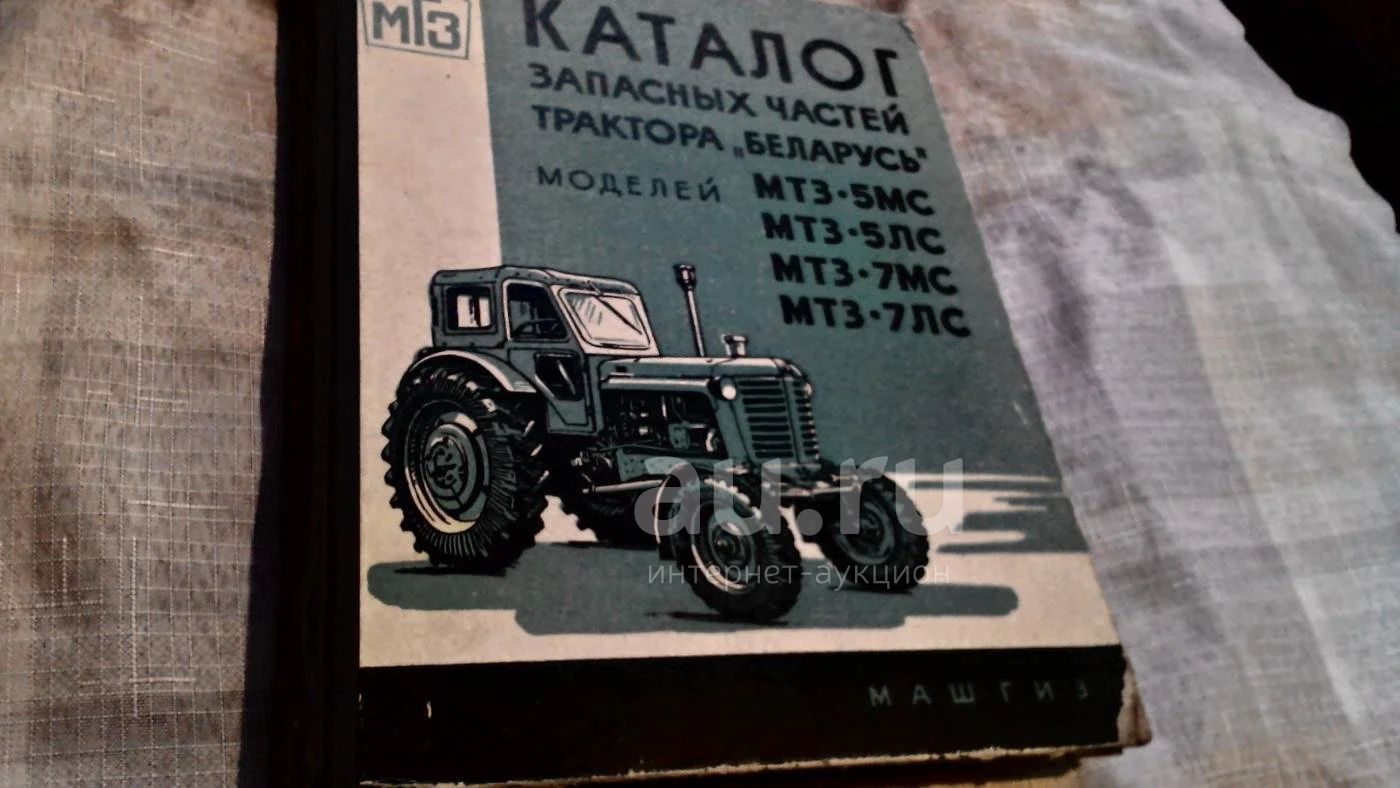 МТЗ
КАТАЛОГ
ЗАПАСНЫХ ЧАСТЕЙ
ТРАКТОРА „БЕЛАРУСЬ"
МОДЕЛЕЙ МТЗ·5МС
МТЗ·5ЛС
МТЗ·7МС
МТЗ·7ЛС
au.ru
интернет-аукцион
МАШГИЗ